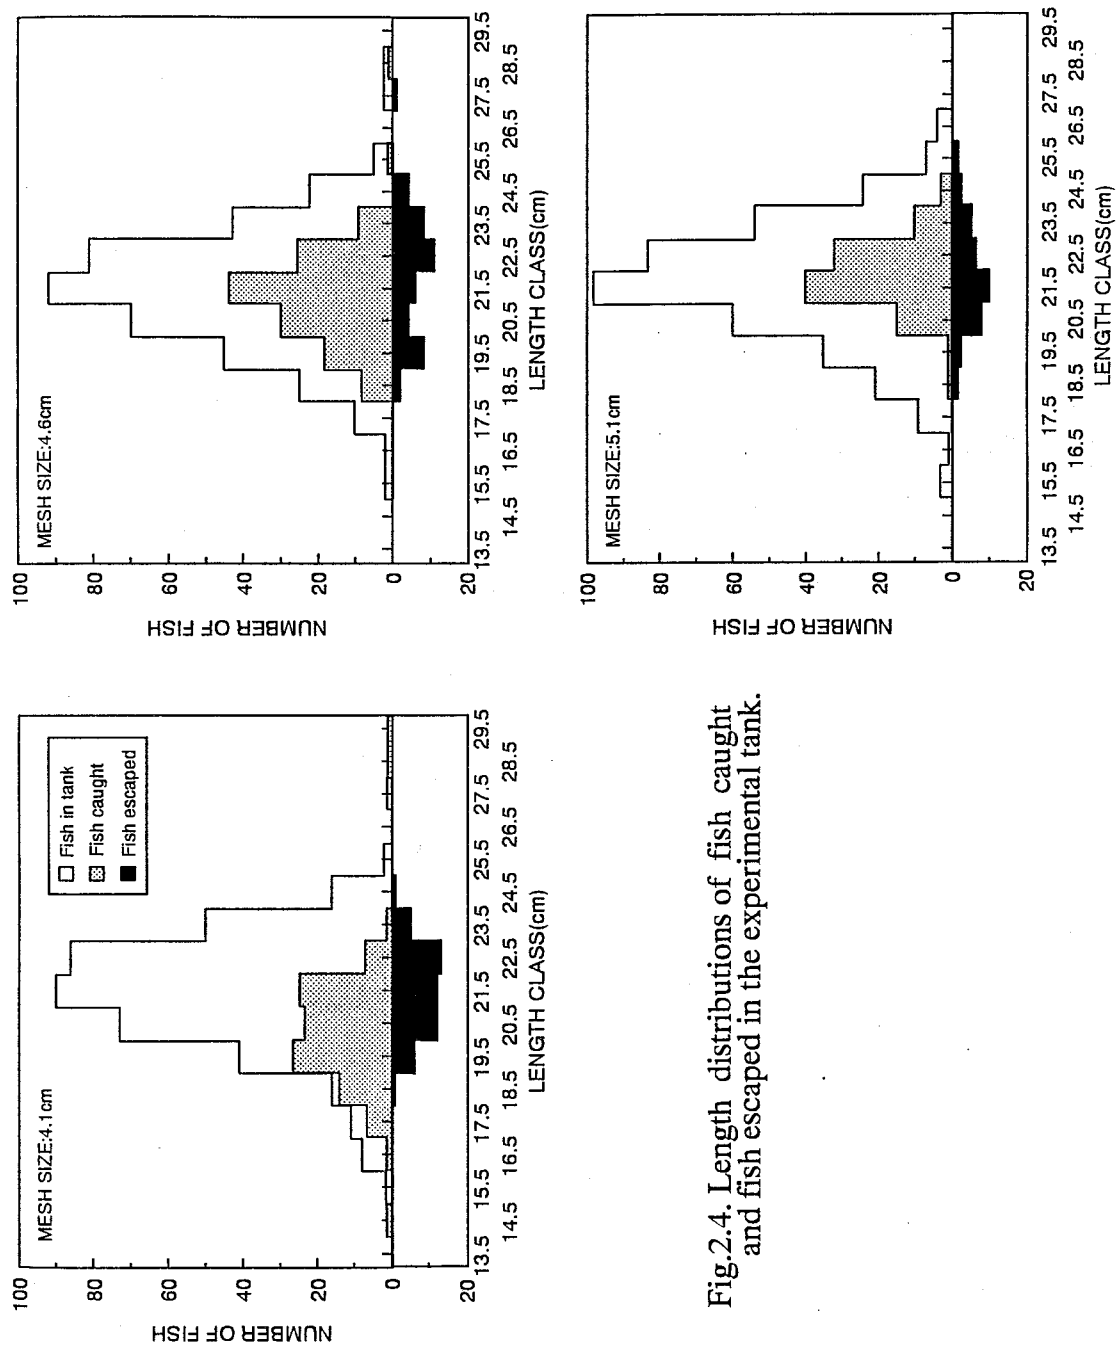 MESH SIZE:4.1cm
Fish in tank
Fish caught
Fish escaped
NUMBER OF FISH
100
80
60
40
20
0
20
13.5 14.5 15.5 16.5 17.5 18.5 19.5 20.5 21.5 22.5 23.5 24.5 25.5 26.5 27.5 28.5 29.5
LENGTH CLASS(cm)
MESH SIZE:4.6cm
NUMBER OF FISH
100
80
60
40
20
0
20
13.5 14.5 15.5 16.5 17.5 18.5 19.5 20.5 21.5 22.5 23.5 24.5 25.5 26.5 27.5 28.5 29.5
LENGTH CLASS(cm)
MESH SIZE:5.1cm
NUMBER OF FISH
100
80
60
40
20
0
20
13.5 14.5 15.5 16.5 17.5 18.5 19.5 20.5 21.5 22.5 23.5 24.5 25.5 26.5 27.5 28.5 29.5
LENGTH CLASS(cm)
Fig.2.4. Length distributions of fish caught
and fish escaped in the experimental tank.